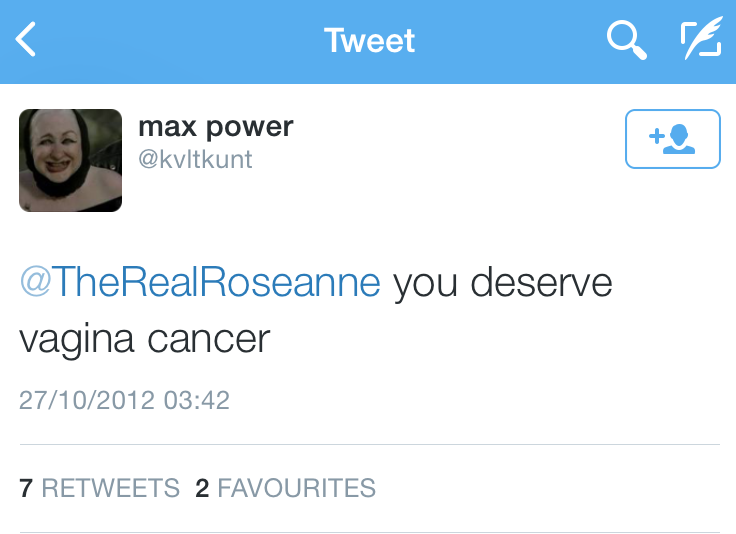 Tweet
max power
@kvltkunt
@TheRealRoseanne you deserve
vagina cancer
27/10/2012 03:42
7 RETWEETS 2 FAVOURITES